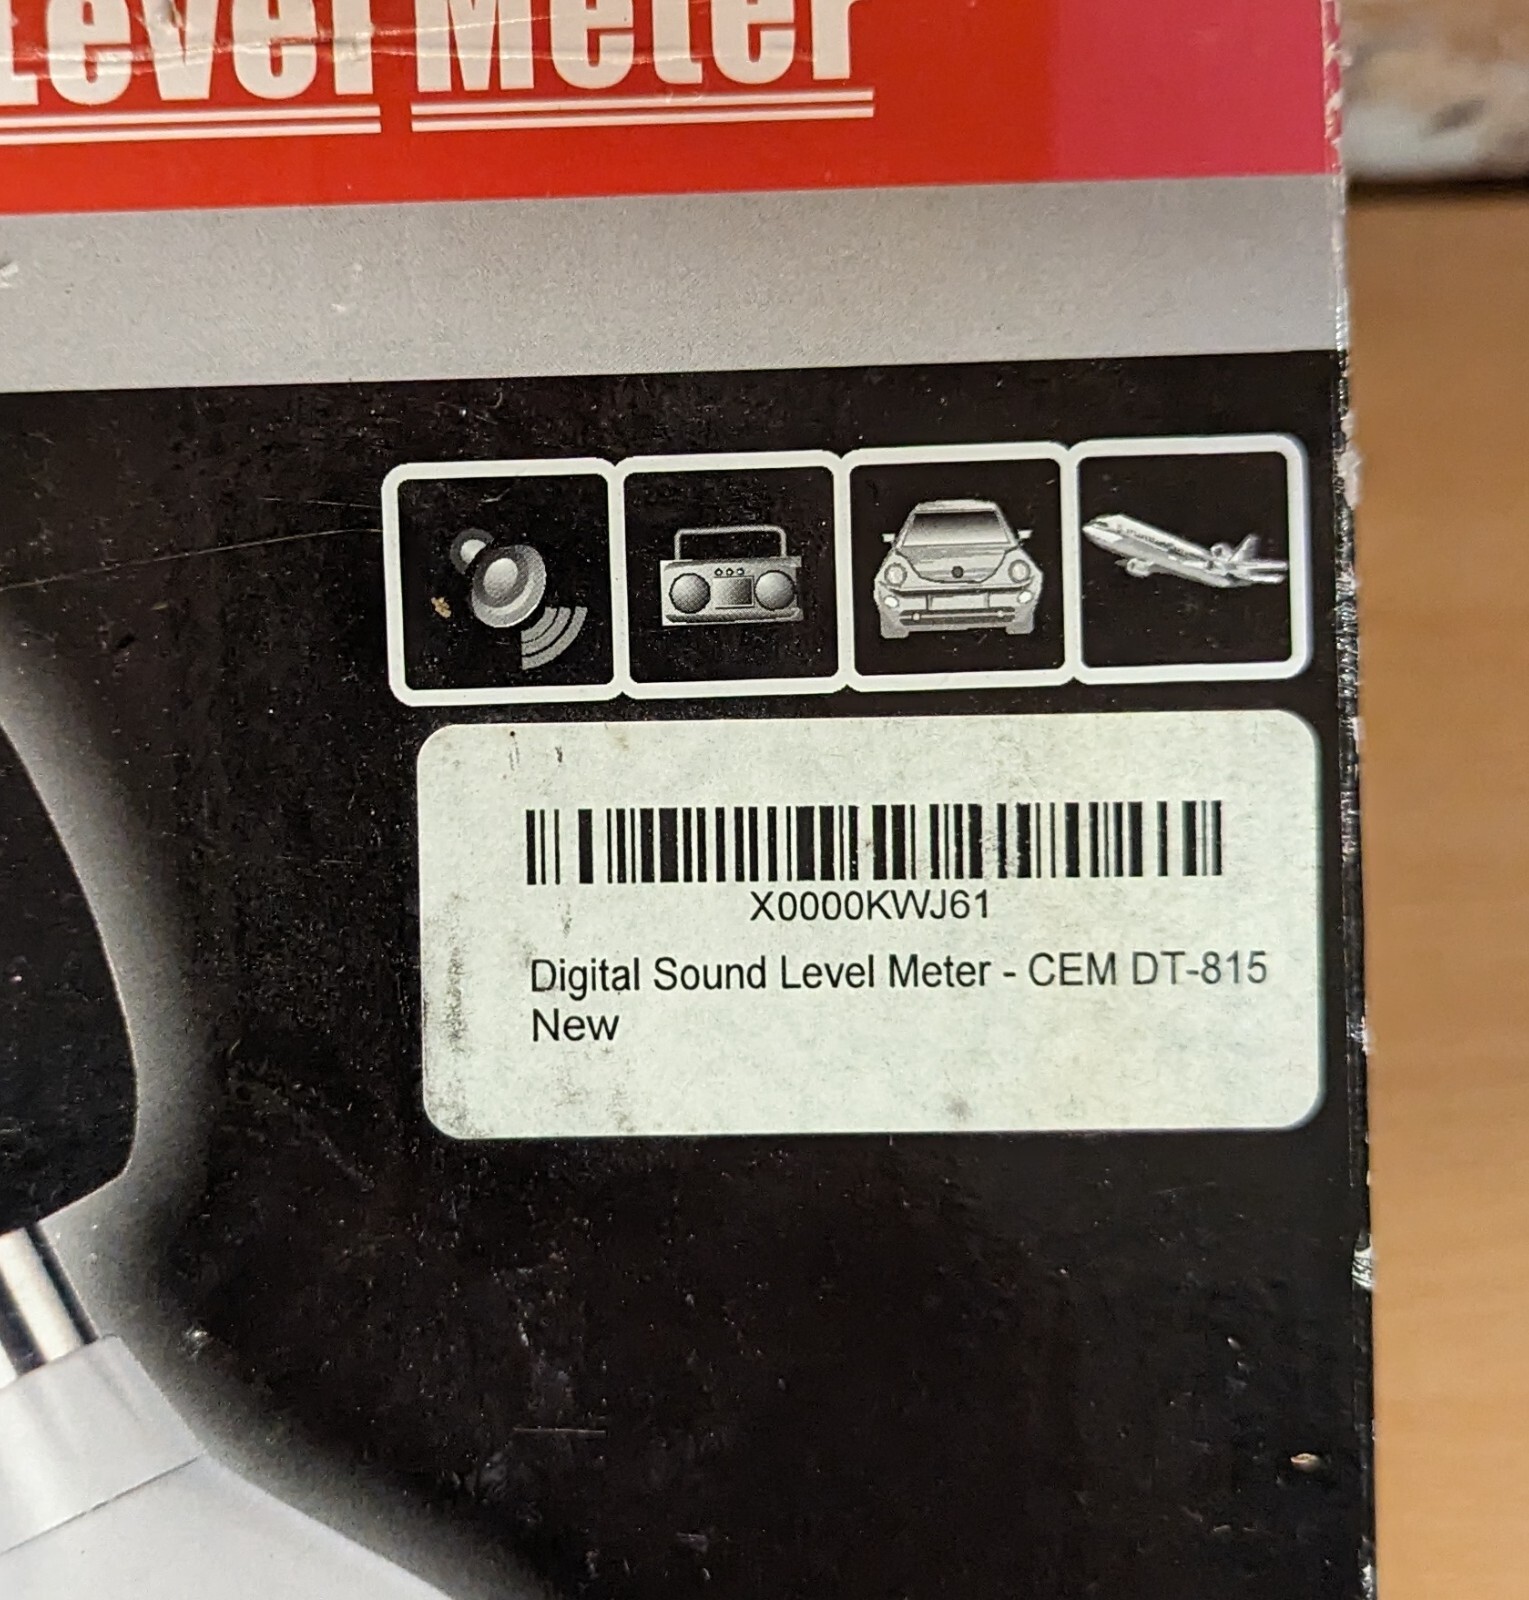 Level Meter
X0000KWJ61
Digital Sound Level Meter - CEM DT-815
New